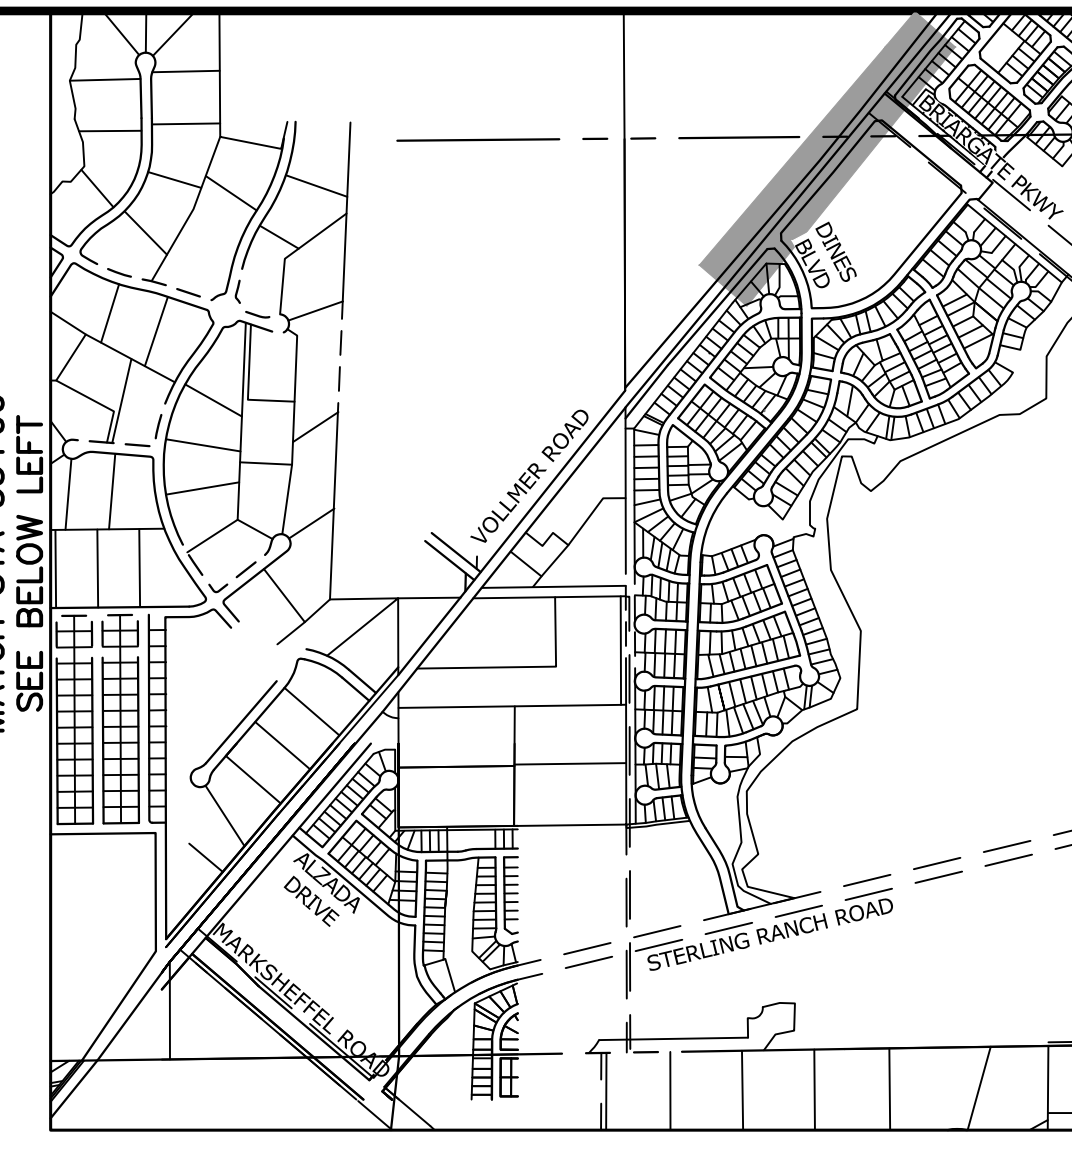 BRIARGATE PKWY
DINES
BLVD
VOLLMER ROAD
SEE BELOW LEFT
ALZADA
DRIVE
STERLING RANCH ROAD
MARKSHEFFEL ROAD